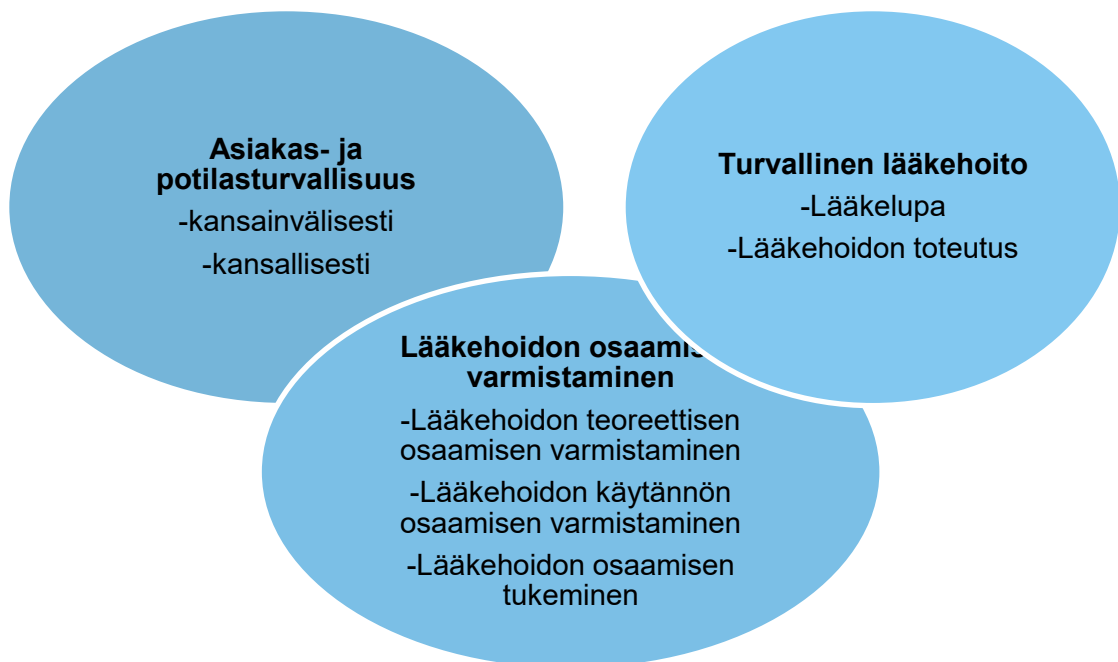 Asiakas- ja
potilasturvallisuus
-kansainvälisesti
-kansallisesti
Turvallinen lääkehoito
-Lääkelupa
-Lääkehoidon toteutus
Lääkehoidon osaamis
varmistaminen
-Lääkehoidon teoreettisen
osaamisen varmistaminen
-Lääkehoidon käytännön
osaamisen varmistaminen
-Lääkehoidon osaamisen
tukeminen